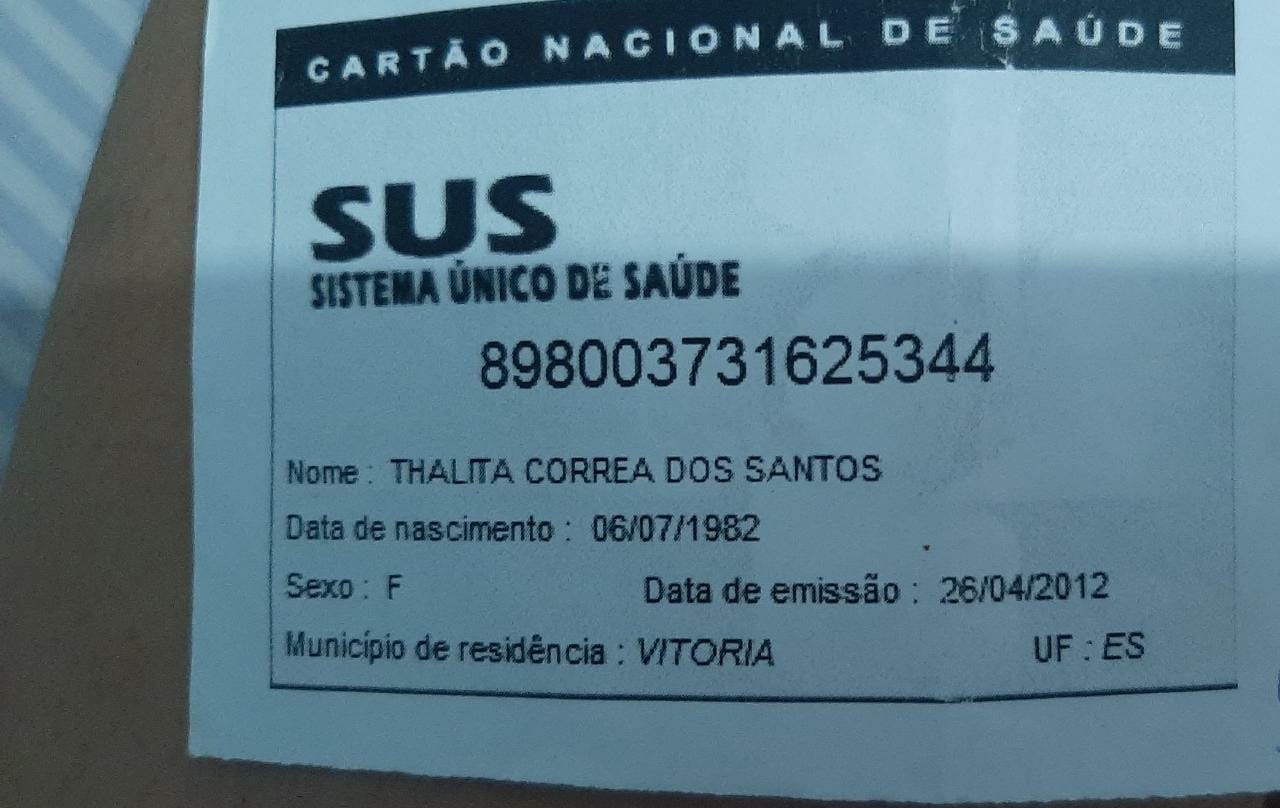 CARTÃO NACIONAL DE SAÚDE
SUS
SISTEMA ÚNICO DE SAÚDE
898003731625344
Nome : THALITA CORREA DOS SANTOS
Data de nascimento : 06/07/1982
Sexo : F Data de emissão : 26/04/2012
Município de residência : VITORIA UF : ES